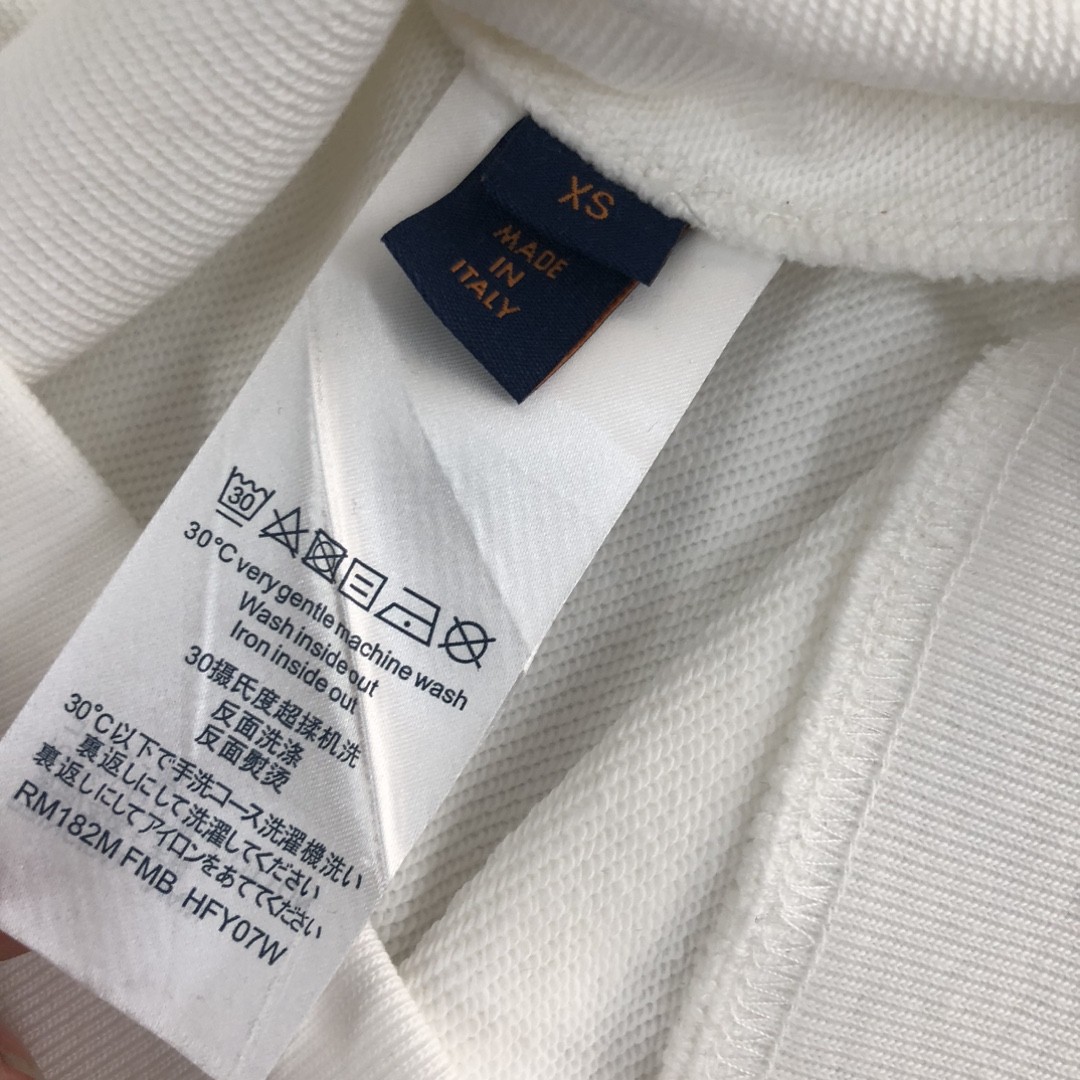 XS
MADE
IN
ITALY
30
30°C very gentle machine wash
Wash inside out
Iron inside out
30摄氏度超揉机洗
反面洗涤
反面熨烫
30℃以下で手洗コース洗濯機洗い
裏返しにして洗濯してください
裏返しにしてアイロンをあててください
RM182M FMB HFY07W